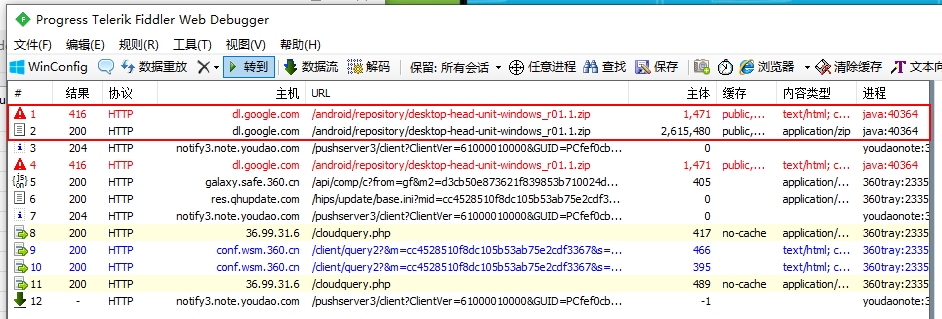 Progress Telerik Fiddler Web Debugger
文件(F) 编辑(E) 规则(R) 工具(T) 视图(V) 帮助(H)
WinConfig 数据重放 转到 数据流 解码 保留: 所有会话 任意进程 查找 保存 浏览器 清除缓存 文本向
# 结果 协议 主机 URL 主体 缓存 内容类型 进程
1 416 HTTP dl.google.com /android/repository/desktop-head-unit-windows_r01.1.zip 1,471 public,... text/html; c... java:40364
2 200 HTTP dl.google.com /android/repository/desktop-head-unit-windows_r01.1.zip 2,615,480 public,... application/zip java:40364
3 204 HTTP notify3.note.youdao.com /pushserver3/client?ClientVer=61000010000&GUID=PCfef0cb... 0 youdaonote:3
4 416 HTTP dl.google.com /android/repository/desktop-head-unit-windows_r01.1.zip 1,471 public,... text/html; c... java:40364
{js on} 5 200 HTTP galaxy.safe.360.cn /api/comp/c?from=gf&m2=d3cb50e873621f839853b710024d... 405 application/... 360tray:2335
6 200 HTTP res.qhupdate.com /hips/update/base.ini?mid=cc4528510f8dc105b53ab75e2cdf3... 0 application/... 360tray:2335
7 204 HTTP notify3.note.youdao.com /pushserver3/client?ClientVer=61000010000&GUID=PCfef0cb... 0 youdaonote:3
8 200 HTTP 36.99.31.6 /cloudquery.php 417 no-cache application/... 360tray:2335
9 200 HTTP conf.wsm.360.cn /client/query2?&m=cc4528510f8dc105b53ab75e2cdf3367&s=... 466 text/html; c... 360tray:2335
10 200 HTTP conf.wsm.360.cn /client/query2?&m=cc4528510f8dc105b53ab75e2cdf3367&s=... 395 text/html; c... 360tray:2335
11 200 HTTP 36.99.31.6 /cloudquery.php 489 no-cache application/... 360tray:2335
12 - HTTP notify3.note.youdao.com /pushserver3/client?ClientVer=61000010000&GUID=PCfef0cb... -1 youdaonote:3